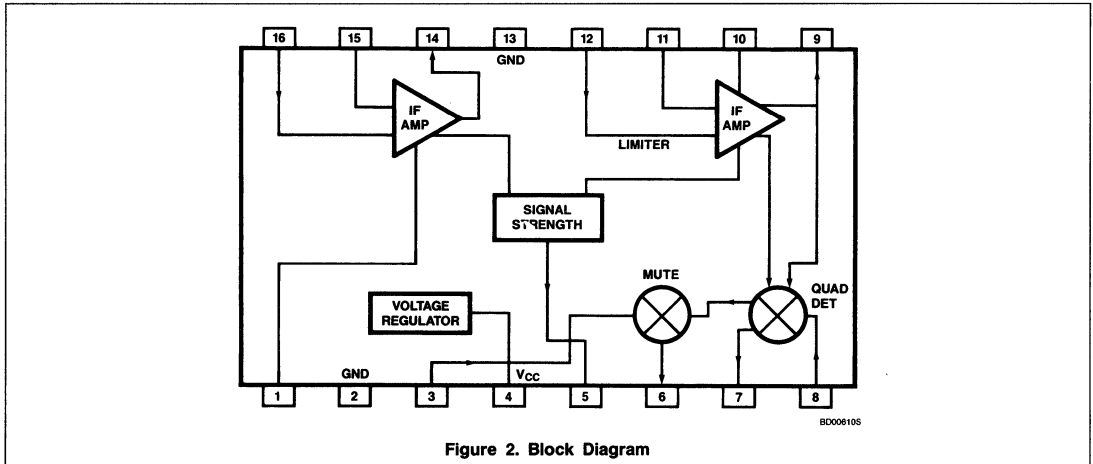 16 15 14 13 12 11 10 9
GND
IF
AMP
IF
AMP
LIMITER
SIGNAL
STRENGTH
MUTE
QUAD
DET
VOLTAGE
REGULATOR
GND
VCC
1 2 3 4 5 6 7 8
BD00610S
Figure 2. Block Diagram